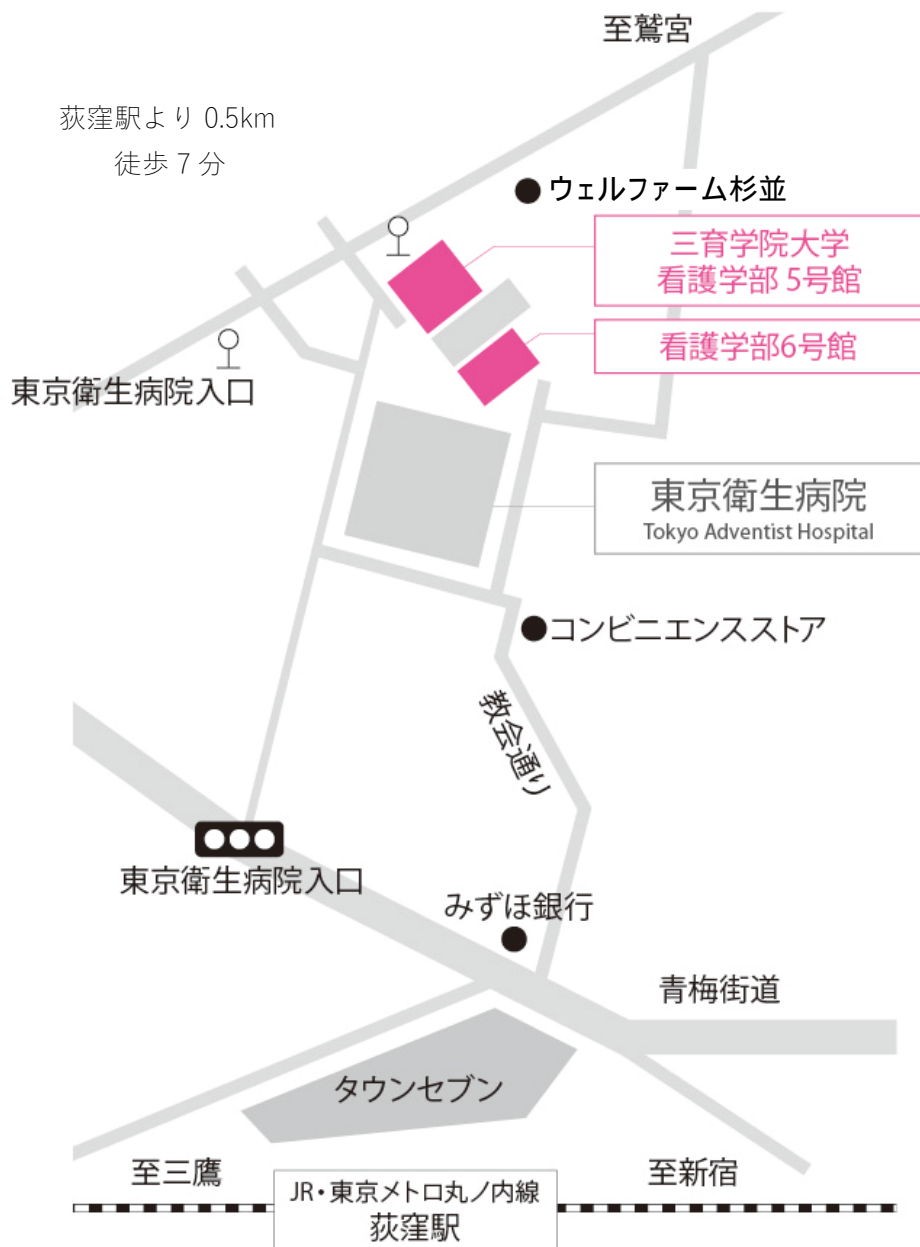 至鷲宮
荻窪駅より 0.5km
徒歩 7 分
ウェルファーム杉並
三育学院大学
看護学部 5号館
看護学部6号館
東京衛生病院入口
東京衛生病院
Tokyo Adventist Hospital
コンビニエンスストア
教会通り
東京衛生病院入口
みずほ銀行
青梅街道
タウンセブン
至三鷹
至新宿
JR・東京メトロ丸ノ内線
荻窪駅